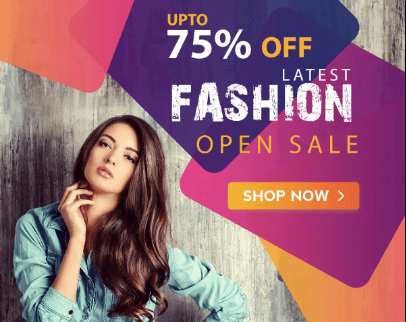 UPTO
75% OFF
LATEST
FASHION
OPEN SALE
SHOP NOW >